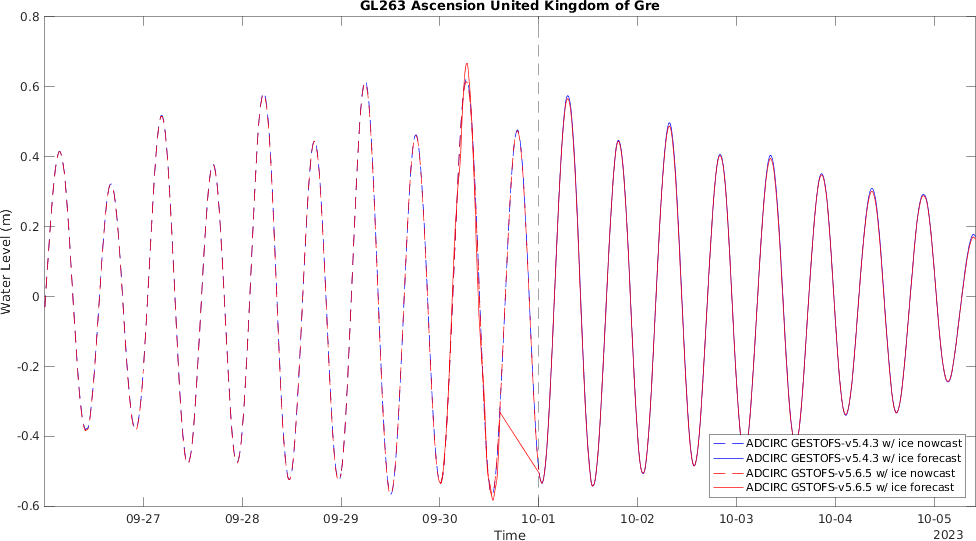 GL263 Ascension United Kingdom of Gre
0.8
0.6
0.4
0.2
0
-0.2
-0.4
-0.6
Water Level (m)
09-27 09-28 09-29 09-30 10-01 10-02 10-03 10-04 10-05
Time
2023
ADCIRC GESTOFS-v5.4.3 w/ ice nowcast
ADCIRC GESTOFS-v5.4.3 w/ ice forecast
ADCIRC GSTOFS-v5.6.5 w/ ice nowcast
ADCIRC GSTOFS-v5.6.5 w/ ice forecast